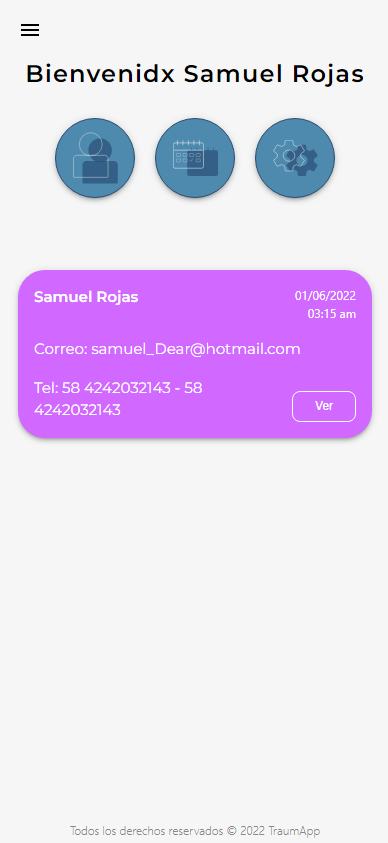 Bienvenidx Samuel Rojas
Samuel Rojas
01/06/2022
03:15 am
Correo: samuel_Dear@hotmail.com
Tel: 58 4242032143 - 58
4242032143
Ver
Todos los derechos reservados © 2022 TraumApp